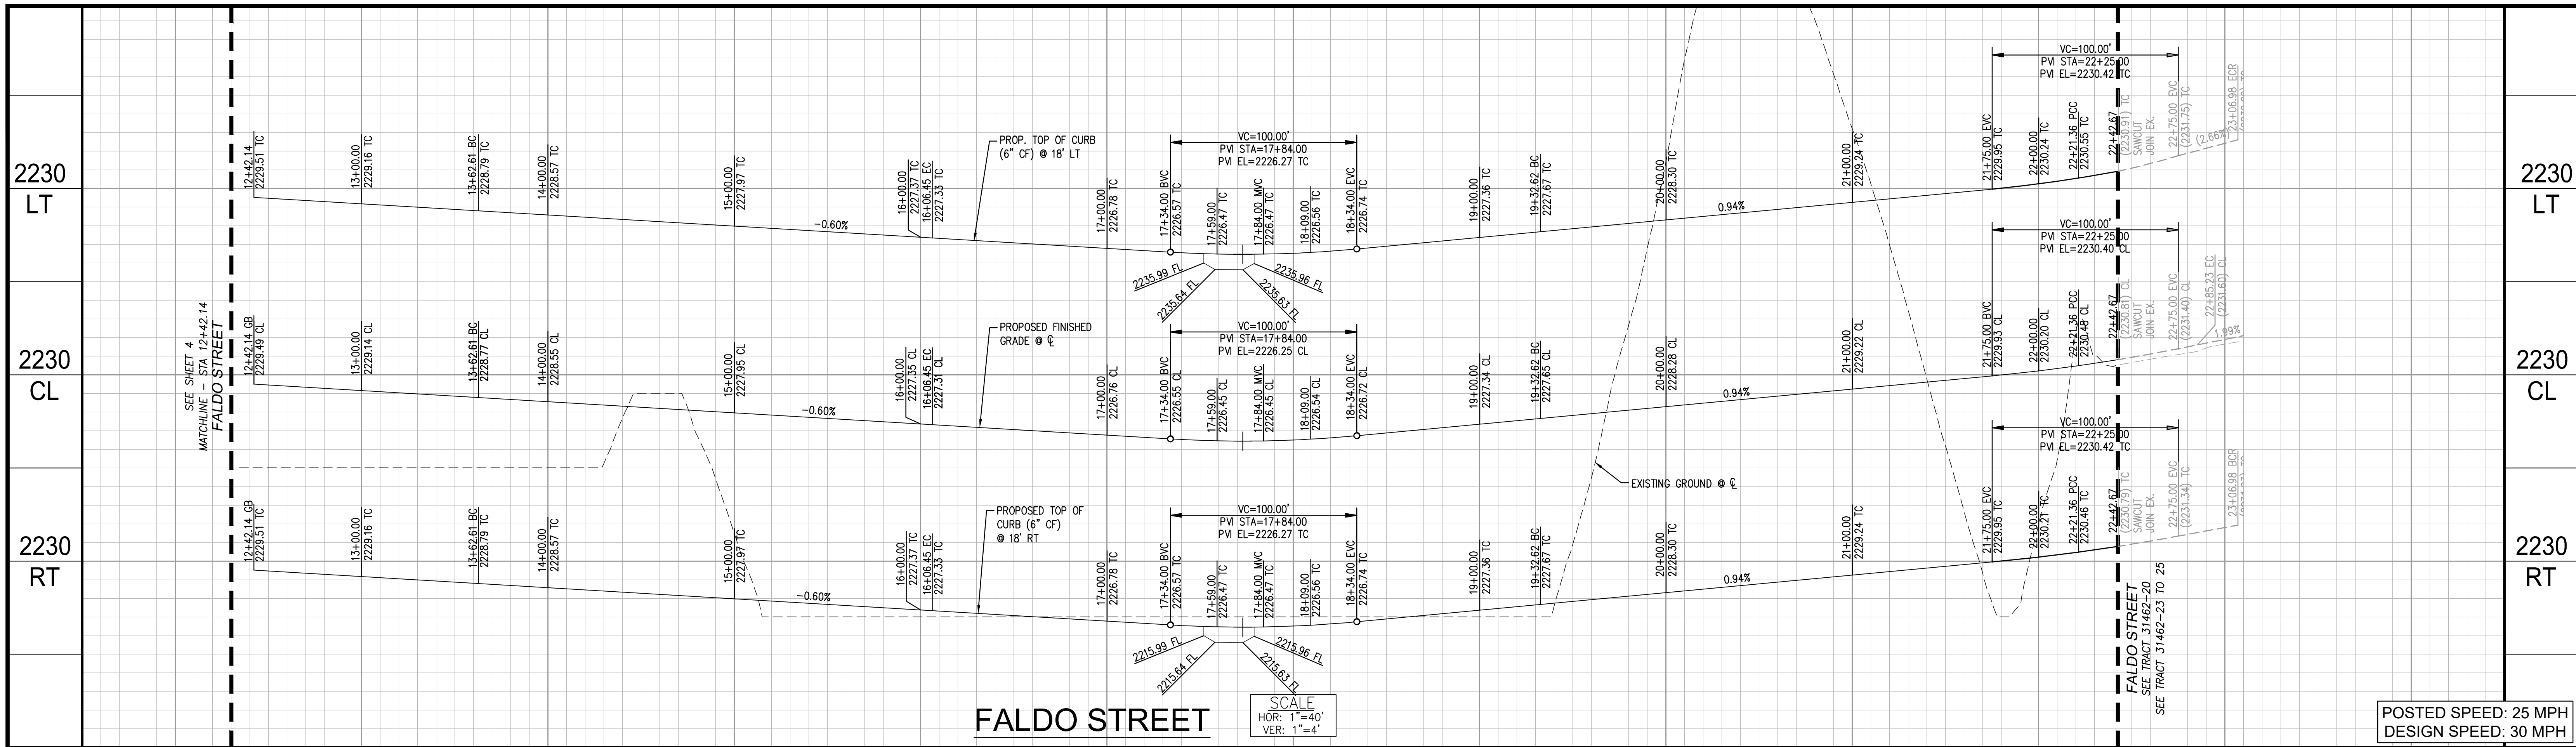 2230
LT
2230
CL
2230
RT
SEE SHEET 4
MATCHLINE - STA 12+42.14
FALDO STREET
12+42.14
2229.51 TC
13+00.00
2229.16 TC
13+62.61 BC
2228.79 TC
14+00.00
2228.57 TC
15+00.00
2227.97 TC
-0.60%
16+00.00
2227.37 TC
16+06.45 EC
2227.33 TC
PROP. TOP OF CURB
(6" CF) @ 18' LT
17+00.00
2226.78 TC
VC=100.00'
PVI STA=17+84.00
PVI EL=2226.27 TC
17+34.00 BVC
2226.57 TC
17+59.00
2226.47 TC
17+84.00 MVC
2226.47 TC
18+09.00
2226.56 TC
18+34.00 EVC
2226.74 TC
2235.99 FL
2235.64 FL
2235.63 FL
2235.96 FL
19+00.00
2227.36 TC
19+32.62 BC
2227.67 TC
20+00.00
2228.30 TC
0.94%
21+00.00
2229.24 TC
VC=100.00'
PVI STA=22+25.00
PVI EL=2230.42 TC
21+75.00 EVC
2229.95 TC
22+00.00
2230.24 TC
22+21.36 PCC
2230.55 TC
22+42.67
(2230.91) TC
SAWCUT
JOIN EX.
22+75.00 EVC
(2231.75) TC
(2.66%)
23+06.98 ECR
12+42.14 GB
2229.49 CL
13+00.00
2229.14 CL
13+62.61 BC
2228.77 CL
14+00.00
2228.55 CL
15+00.00
2227.95 CL
-0.60%
16+00.00
2227.35 CL
16+06.45 EC
2227.31 CL
PROPOSED FINISHED
GRADE @ ℄
17+00.00
2226.76 CL
VC=100.00'
PVI STA=17+84.00
PVI EL=2226.25 CL
17+34.00 BVC
2226.55 CL
17+59.00
2226.45 CL
17+84.00 MVC
2226.45 CL
18+09.00
2226.54 CL
18+34.00 EVC
2226.72 CL
19+00.00
2227.34 CL
19+32.62 BC
2227.65 CL
20+00.00
2228.28 CL
0.94%
21+00.00
2229.22 CL
VC=100.00'
PVI STA=22+25.00
PVI EL=2230.40 CL
21+75.00 BVC
2229.93 CL
22+00.00
2230.20 CL
22+21.36 PCC
2230.48 CL
22+42.67
(2230.81) CL
SAWCUT
JOIN EX.
22+75.00 EVC
(2231.40) CL
22+85.23 EC
(2231.60) CL
1.99%
12+42.14 GB
2229.51 TC
13+00.00
2229.16 TC
13+62.61 BC
2228.79 TC
14+00.00
2228.57 TC
15+00.00
2227.97 TC
-0.60%
16+00.00
2227.37 TC
16+06.45 EC
2227.33 TC
PROPOSED TOP OF
CURB (6" CF)
@ 18' RT
17+00.00
2226.78 TC
VC=100.00'
PVI STA=17+84.00
PVI EL=2226.27 TC
17+34.00 BVC
2226.57 TC
17+59.00
2226.47 TC
17+84.00 MVC
2226.47 TC
18+09.00
2226.56 TC
18+34.00 EVC
2226.74 TC
2215.99 FL
2215.64 FL
2215.63 FL
2215.96 FL
19+00.00
2227.36 TC
19+32.62 BC
2227.67 TC
EXISTING GROUND @ ℄
20+00.00
2228.30 TC
0.94%
21+00.00
2229.24 TC
VC=100.00'
PVI STA=22+25.00
PVI EL=2230.42 TC
21+75.00 EVC
2229.95 TC
22+00.00
2230.21 TC
22+21.36 PCC
2230.46 TC
22+42.67
(2230.79) TC
SAWCUT
JOIN EX.
22+75.00 EVC
(2231.34) TC
23+06.98 BCR
FALDO STREET
SEE TRACT 31462-20
SEE TRACT 31462-23 TO 25
FALDO STREET
SCALE
HOR: 1"=40'
VER: 1"=4'
2230
LT
2230
CL
2230
RT
POSTED SPEED: 25 MPH
DESIGN SPEED: 30 MPH